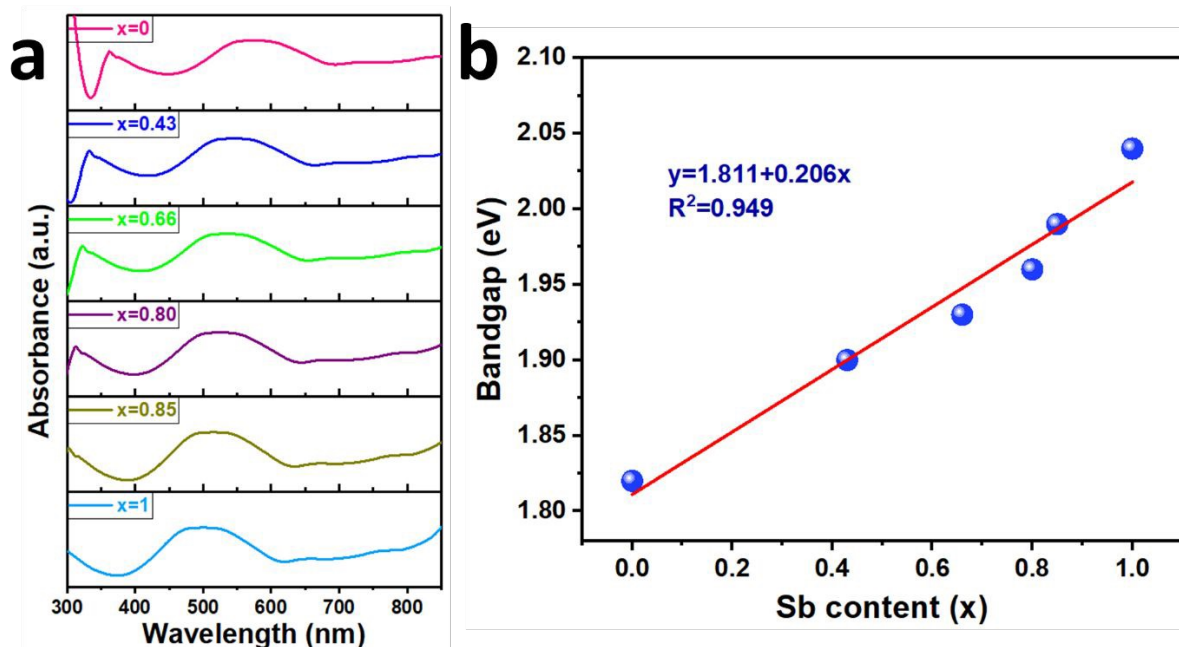 a
x=0
x=0.43
x=0.66
x=0.80
x=0.85
x=1
Absorbance (a.u.)
300 400 500 600 700 800
Wavelength (nm)
b
y=1.811+0.206x
R²=0.949
2.10
2.05
2.00
1.95
1.90
1.85
1.80
Bandgap (eV)
0.0 0.2 0.4 0.6 0.8 1.0
Sb content (x)